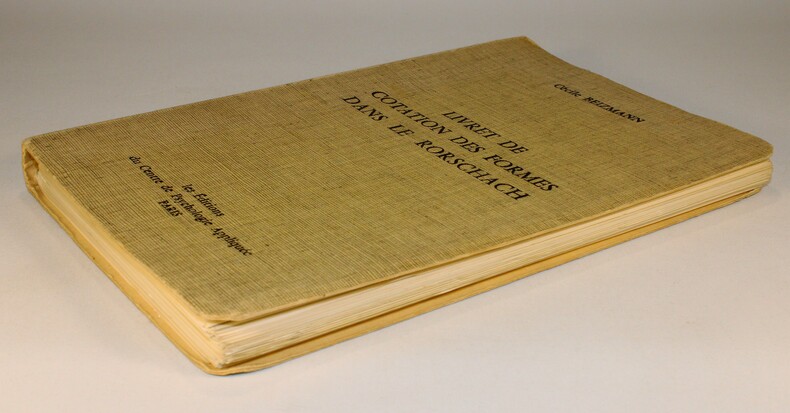 Cécile BEIZMANN
LIVRET DE
COTATION DES FORMES
DANS LE RORSCHACH
les Éditions
du Centre de Psychologie Appliquée
PARIS